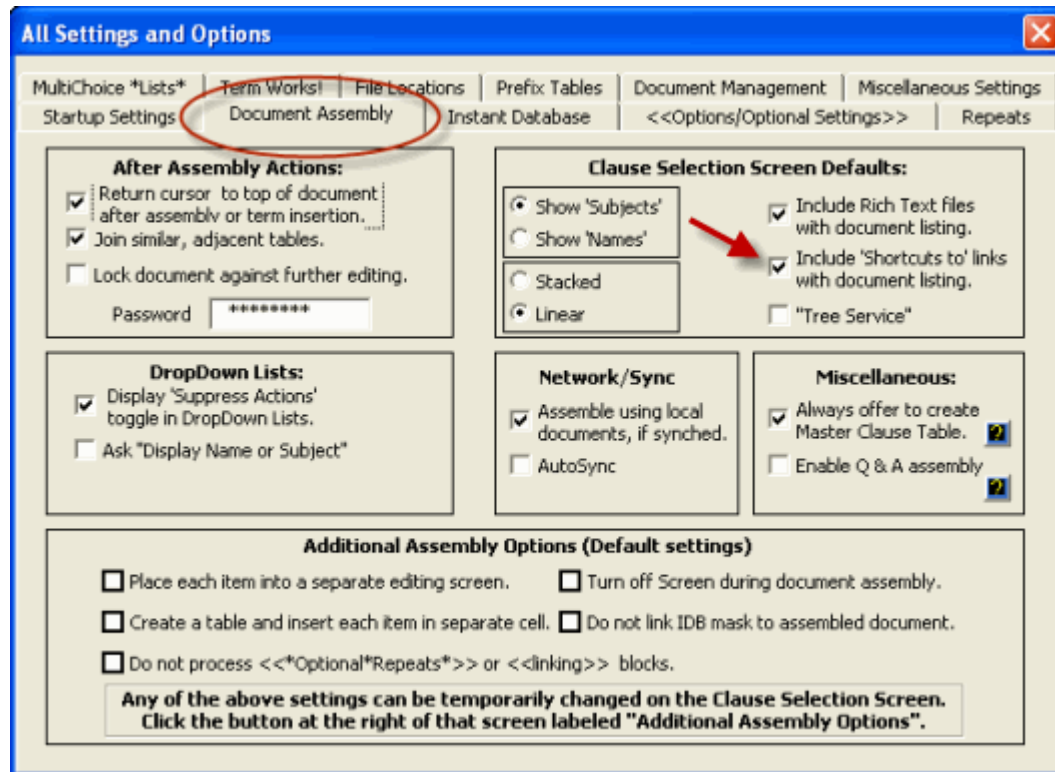 All Settings and Options
MultiChoice *Lists*
Term Works!
File Locations
Prefix Tables
Document Management
Miscellaneous Settings
Startup Settings
Document Assembly
Instant Database
<<Options/Optional Settings>>
Repeats
After Assembly Actions:
Return cursor to top of document
after assembly or term insertion.
Join similar, adjacent tables.
Lock document against further editing.
Password
********
Clause Selection Screen Defaults:
Show 'Subjects'
Show 'Names'
Stacked
Linear
Include Rich Text files
with document listing.
Include 'Shortcuts to' links
with document listing.
"Tree Service"
DropDown Lists:
Display 'Suppress Actions'
toggle in DropDown Lists.
Ask "Display Name or Subject"
Network/Sync
Assemble using local
documents, if synched.
AutoSync
Miscellaneous:
Always offer to create
Master Clause Table.
?
Enable Q & A assembly
?
Additional Assembly Options (Default settings)
Place each item into a separate editing screen.
Turn off Screen during document assembly.
Create a table and insert each item in separate cell.
Do not link IDB mask to assembled document.
Do not process <<*Optional*Repeats*>> or <<linking>> blocks.
Any of the above settings can be temporarily changed on the Clause Selection Screen.
Click the button at the right of that screen labeled "Additional Assembly Options".